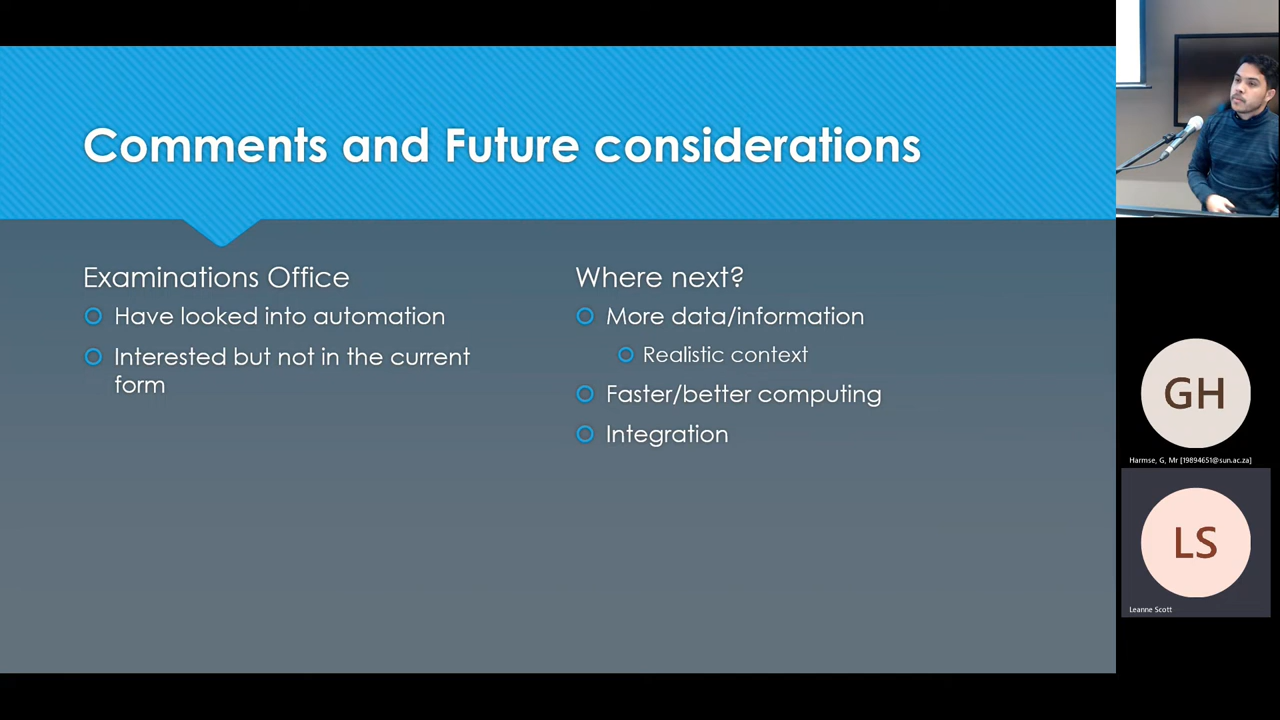 Comments and Future considerations
Examinations Office
Have looked into automation
Interested but not in the current
form
Where next?
More data/information
Realistic context
Faster/better computing
Integration
GH
Harmse, G, Mr [19894651@sun.ac.za]
LS
Leanne Scott